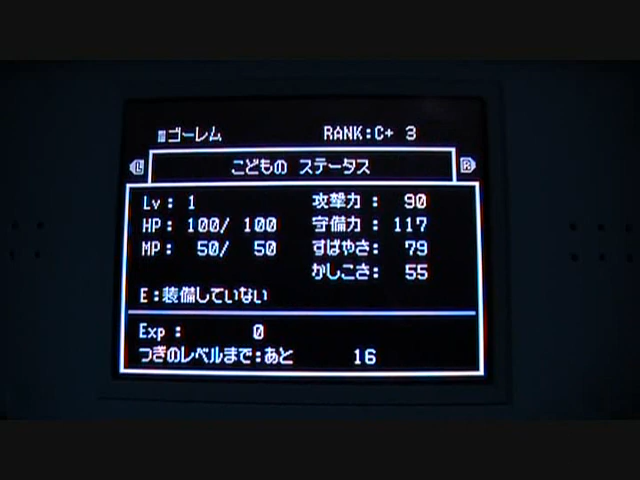 ゴーレム RANK:C+ 3
L こどもの ステータス R
Lv: 1 攻撃力: 90
HP: 100/ 100 守備力: 117
MP: 50/ 50 すばやさ: 79
かしこさ: 55
E:装備していない
Exp: 0
つぎのレベルまで:あと 16